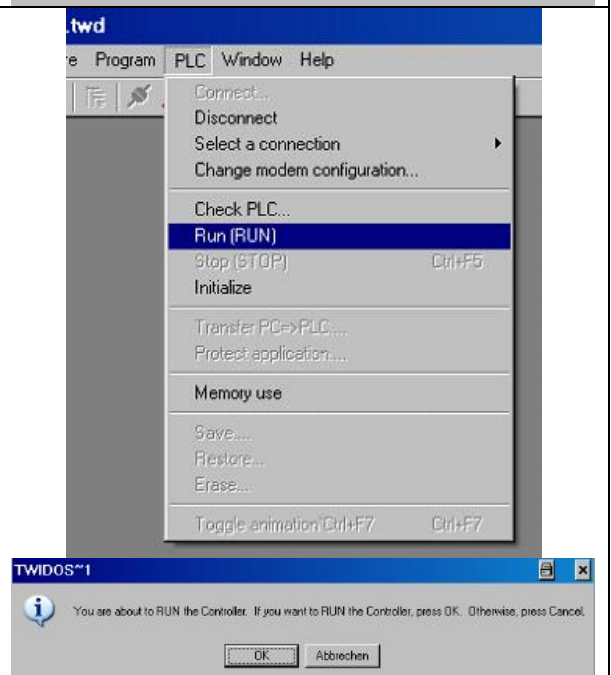 .twd
e Program PLC Window Help
Connect...
Disconnect
Select a connection
Change modem configuration...
Check PLC...
Run (RUN)
Stop (STOP) Ctrl+F5
Initialize
Transfer PC=>PLC....
Protect application....
Memory use
Save....
Restore...
Erase....
Toggle animation Ctrl+F7 Ctrl+F7
TWIDOS~1
You are about to RUN the Controller. If you want to RUN the Controller, press OK. Otherwise, press Cancel.
OK Abbrechen